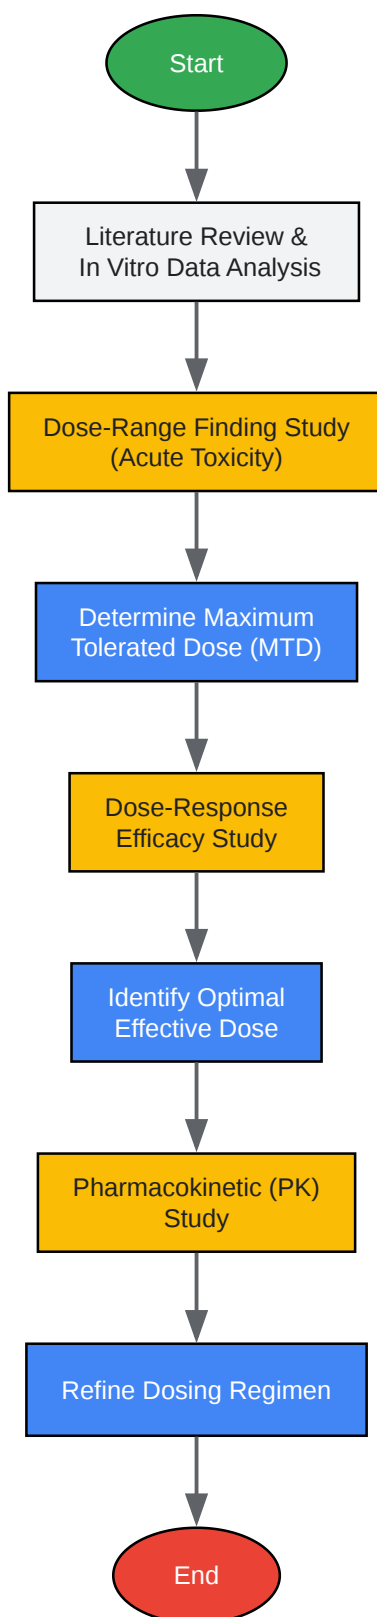 Start
Literature Review &
In Vitro Data Analysis
Dose-Range Finding Study
(Acute Toxicity)
Determine Maximum
Tolerated Dose (MTD)
Dose-Response
Efficacy Study
Identify Optimal
Effective Dose
Pharmacokinetic (PK)
Study
Refine Dosing Regimen
End